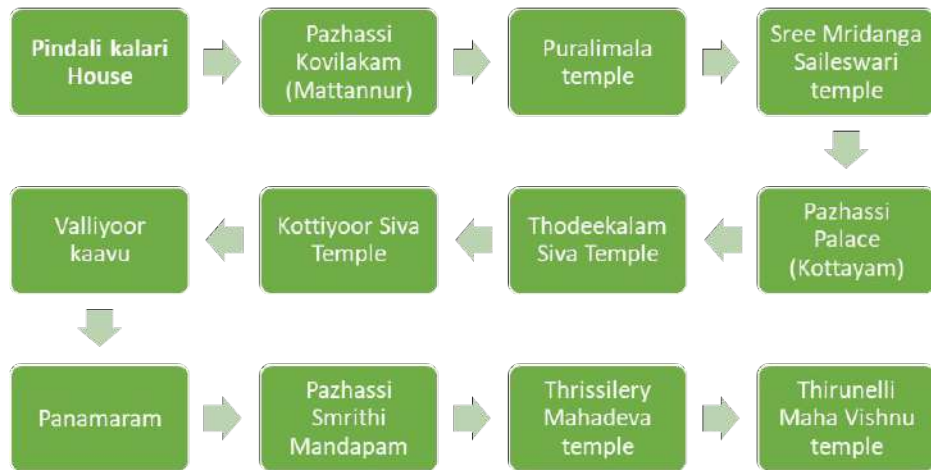 Pindali kalari
House
Pazhassi
Kovilakam
(Mattannur)
Puralimala
temple
Sree Mridanga
Saileswari
temple
Pazhassi
Palace
(Kottayam)
Thodeekalam
Siva Temple
Kottiyoor Siva
Temple
Valliyoor
kaavu
Panamaram
Pazhassi
Smrithi
Mandapam
Thrissilery
Mahadeva
temple
Thirunelli
Maha Vishnu
temple